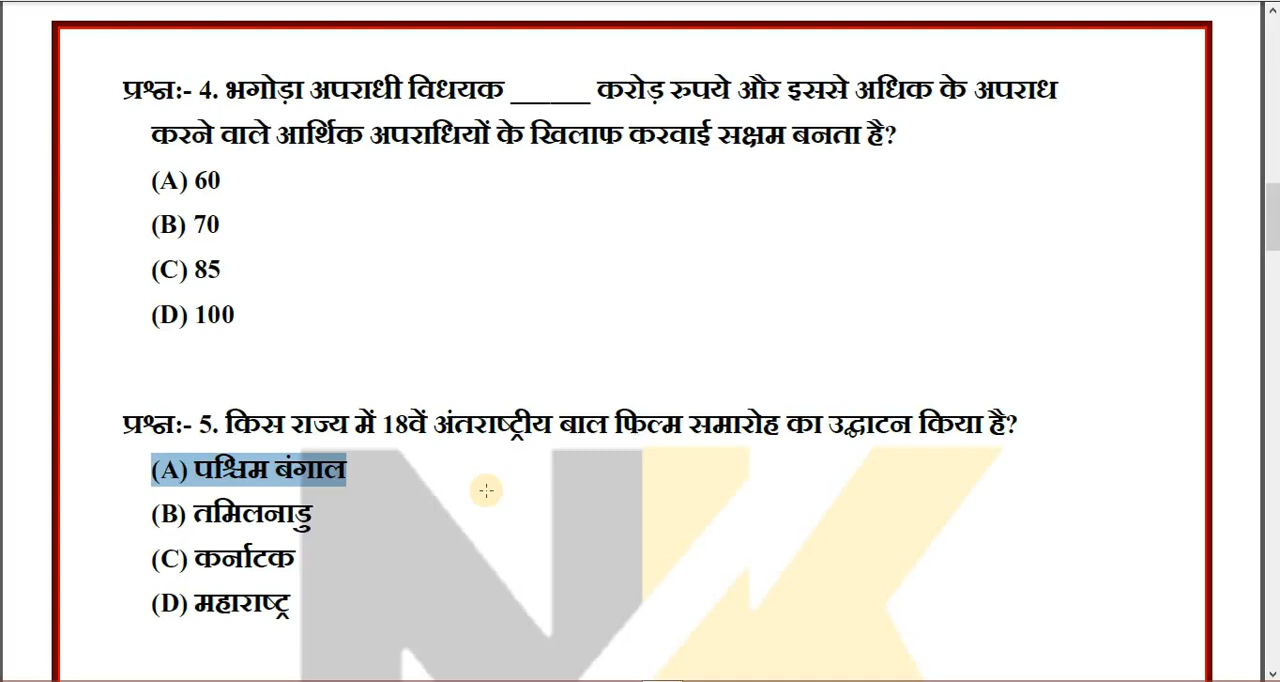 प्रश्न:- 4. भगोड़ा अपराधी विधयक ______ करोड़ रुपये और इससे अधिक के अपराध
करने वाले आर्थिक अपराधियों के खिलाफ करवाई सक्षम बनता है?
(A) 60
(B) 70
(C) 85
(D) 100
प्रश्न:- 5. किस राज्य में 18वें अंतराष्ट्रीय बाल फिल्म समारोह का उद्घाटन किया है?
(A) पश्चिम बंगाल
(B) तमिलनाडु
(C) कर्नाटक
(D) महाराष्ट्र
NK